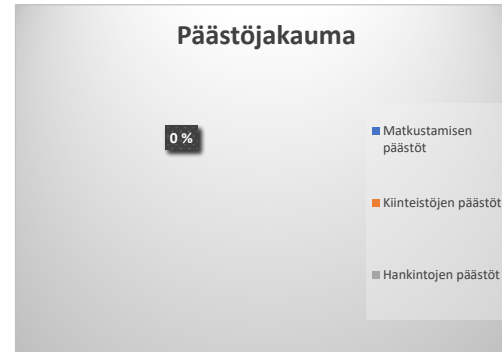 Päästöjakauma
0 %
Matkustamisen
päästöt
Kiinteistöjen päästöt
Hankintojen päästöt